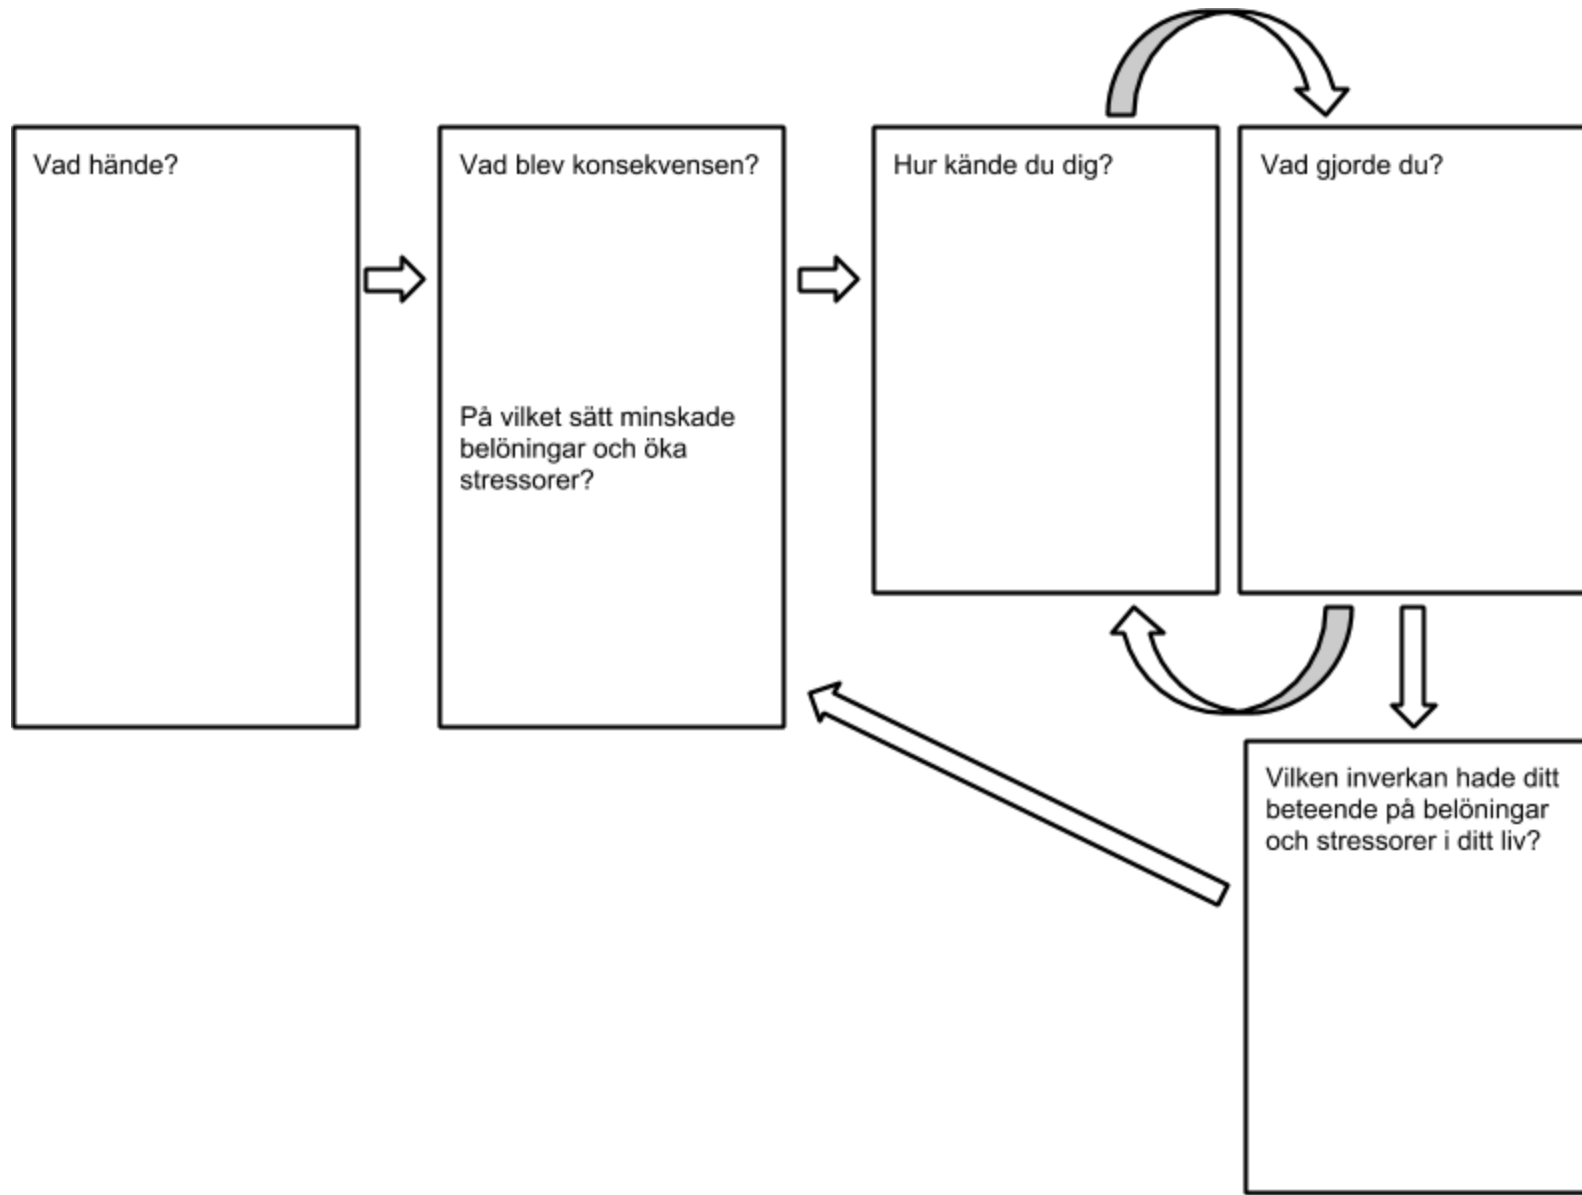 Vad hände?
Vad blev konsekvensen?
På vilket sätt minskade
belöningar och öka
stressorer?
Hur kände du dig?
Vad gjorde du?
Vilken inverkan hade ditt
beteende på belöningar
och stressorer i ditt liv?